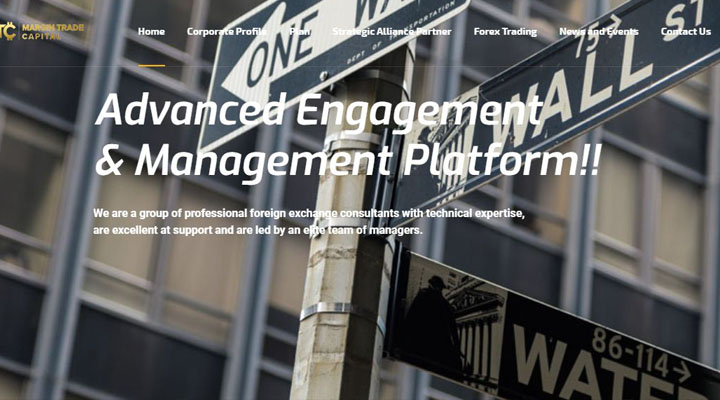 MARGIN TRADE
CAPITAL
Home
Corporate Profile
Plan
Strategic Alliance Partner
Forex Trading
News and Events
Contact Us
ONE WA
DEPT OF TRANSPORTATION
75→
WALL ST
Advanced Engagement
& Management Platform!!
We are a group of professional foreign exchange consultants with technical expertise,
are excellent at support and are led by an elite team of managers.
86-114→
WATER